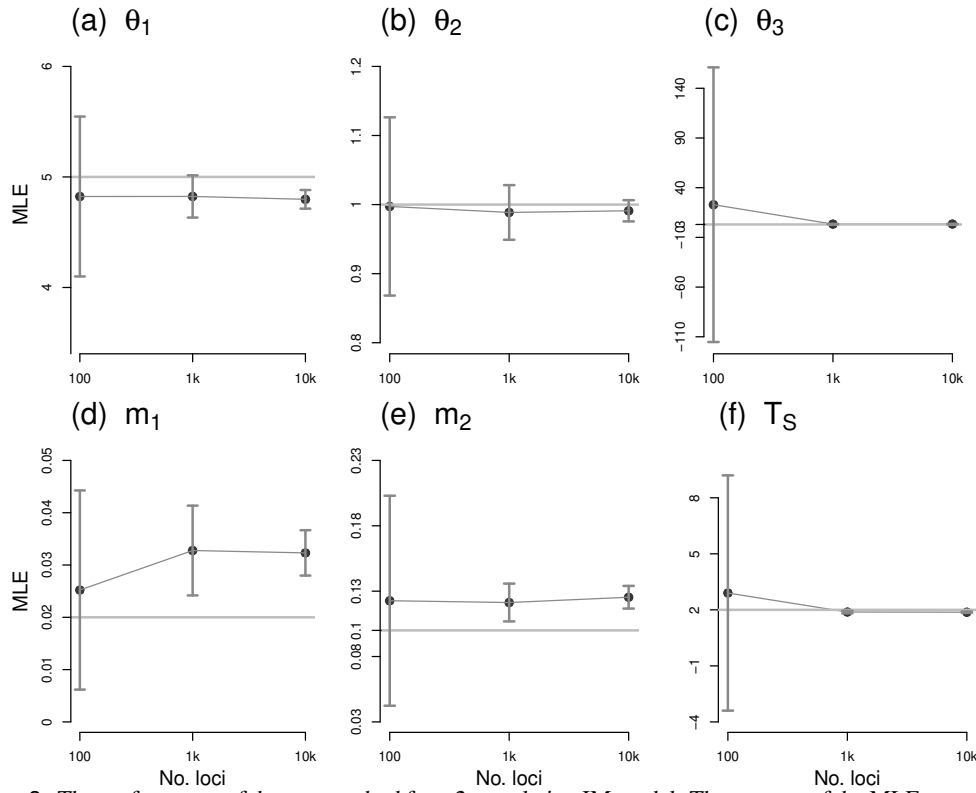 (a) θ1
(b) θ2
(c) θ3
MLE
6
5
4
100
1k
10k
1.2
1.1
1
0.9
0.8
100
1k
10k
140
90
40
3
−10
−60
−110
100
1k
10k
(d) m1
(e) m2
(f) TS
MLE
0.05
0.04
0.03
0.02
0.01
0
100
1k
10k
No. loci
0.23
0.18
0.13
0.1
0.08
0.03
100
1k
10k
No. loci
8
5
2
−1
−4
100
1k
10k
No. loci